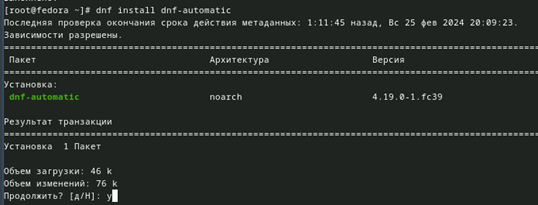 [root@fedora ~]# dnf install dnf-automatic
Последняя проверка окончания срока действия метаданных: 1:11:45 назад, Вс 25 фев 2024 20:09:23.
Зависимости разрешены.
================================================================================
Пакет Архитектура Версия
================================================================================
Установка:
dnf-automatic noarch 4.19.0-1.fc39
Результат транзакции
================================================================================
Установка 1 Пакет
Объем загрузки: 46 k
Объем изменений: 76 k
Продолжить? [д/Н]: y